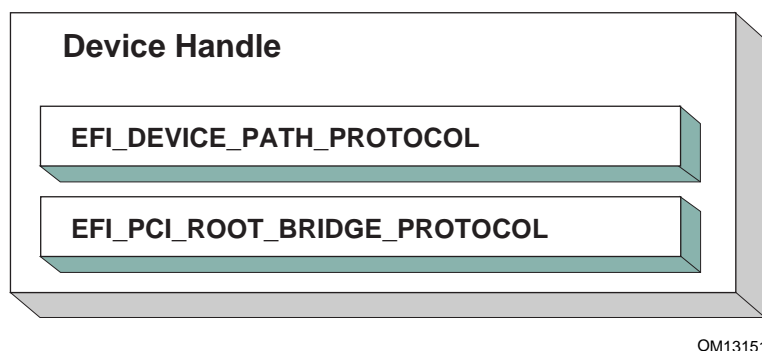 Device Handle
EFI_DEVICE_PATH_PROTOCOL
EFI_PCI_ROOT_BRIDGE_PROTOCOL
OM13151